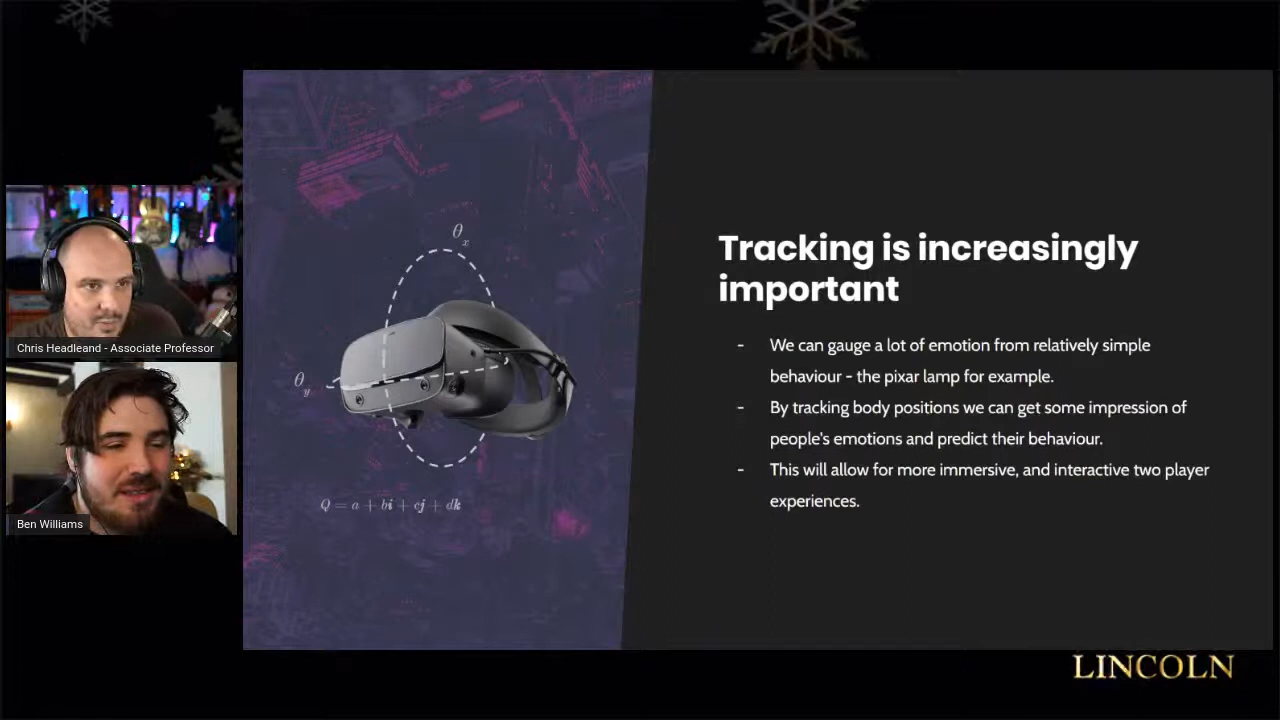 θx
θy
Q = a + bi + cj + dk
Tracking is increasingly
important
- We can gauge a lot of emotion from relatively simple
behaviour - the pixar lamp for example.
- By tracking body positions we can get some impression of
people's emotions and predict their behaviour.
- This will allow for more immersive, and interactive two player
experiences.
Chris Headleand - Associate Professor
Ben Williams
LINCOLN